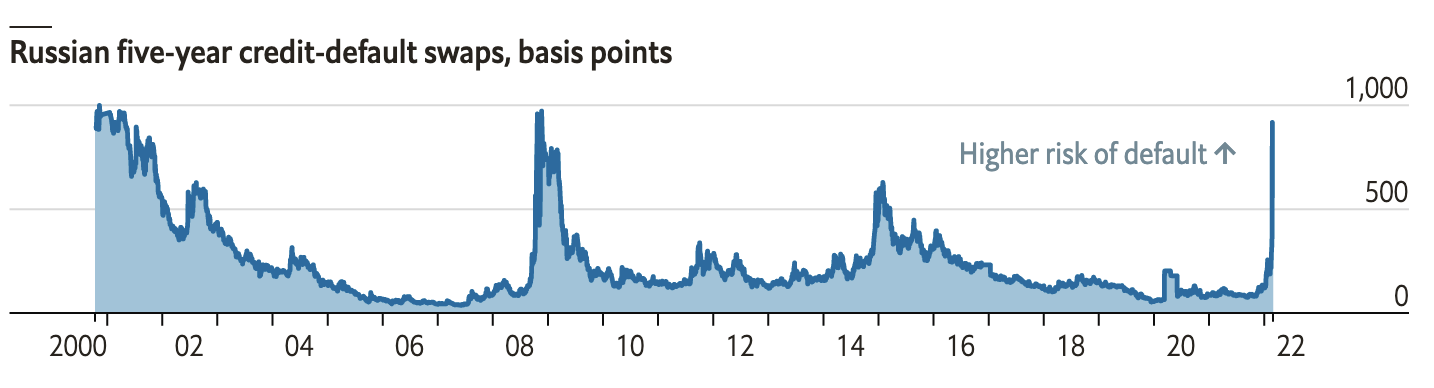 Russian five-year credit-default swaps, basis points
1,000
Higher risk of default ↑
500
0
2000 02 04 06 08 10 12 14 16 18 20 22